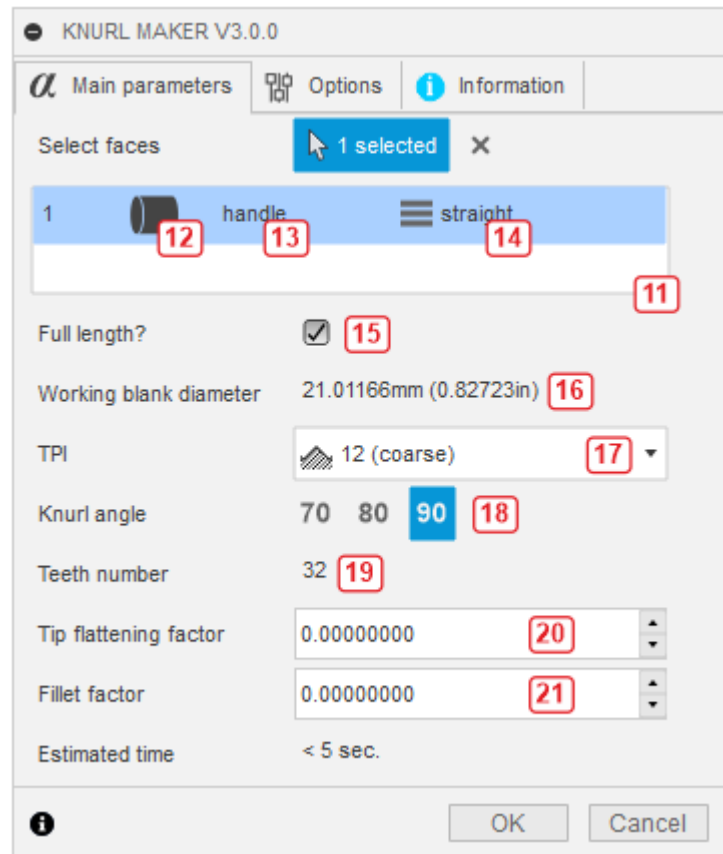 KNURL MAKER V3.0.0
α Main parameters Options i Information
Select faces 1 selected ×
1 12 handle 13 straight 14
11
Full length? 15
Working blank diameter 21.01166mm (0.82723in) 16
TPI 12 (coarse) 17
Knurl angle 70 80 90 18
Teeth number 32 19
Tip flattening factor 0.00000000 20
Fillet factor 0.00000000 21
Estimated time < 5 sec.
i OK Cancel